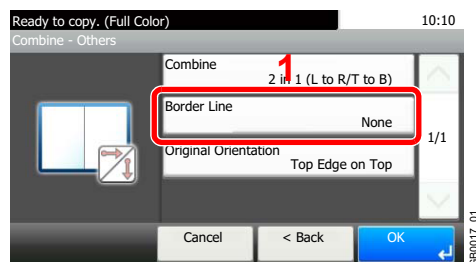 Ready to copy. (Full Color) 10:10
Combine - Others
Combine
1
2 in 1 (L to R/T to B)
Border Line
None
1/1
Original Orientation
Top Edge on Top
Cancel < Back OK